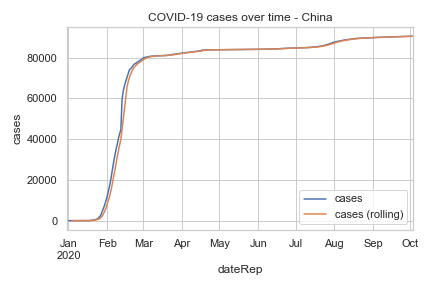 COVID-19 cases over time - China
cases
80000
60000
40000
20000
0
cases
cases (rolling)
Jan Feb Mar Apr May Jun Jul Aug Sep Oct
2020
dateRep